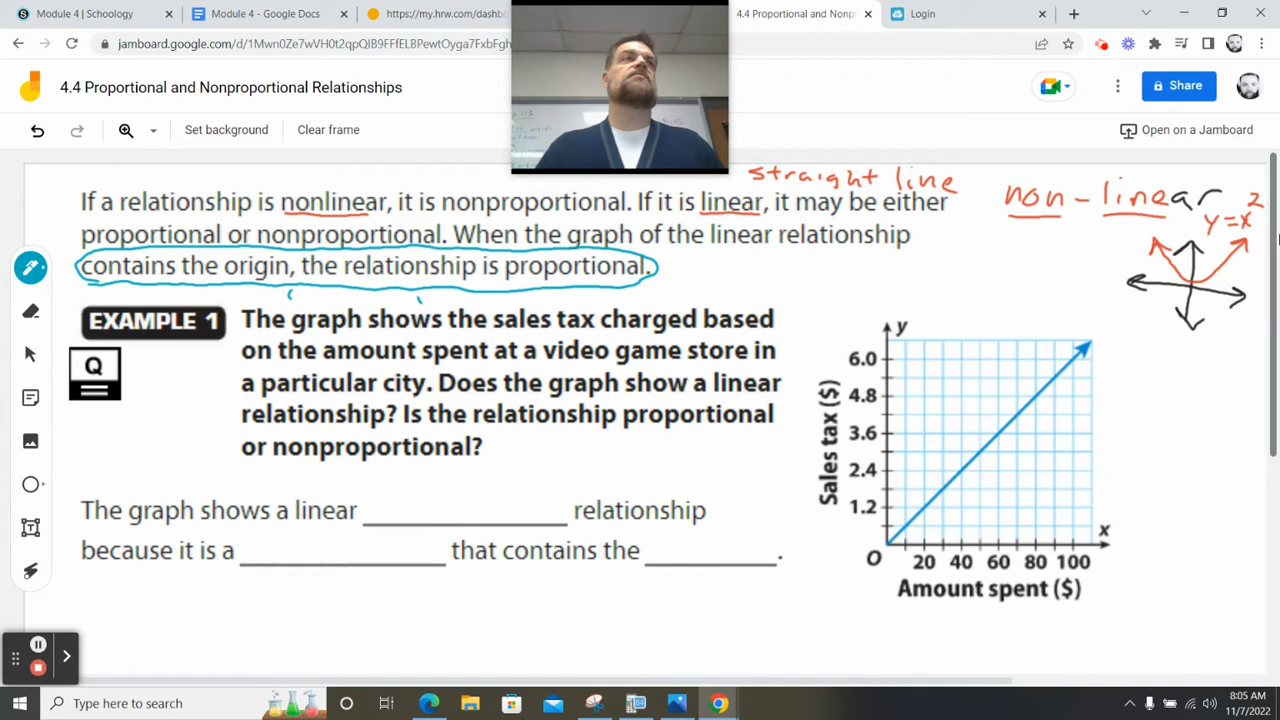 Module 4 | Schoology
Module 4 - Google Docs
https://my.hrw.com/dashbo
4.4 Proportional and Nonp
Login
jamboard.google.com/d/1Mwn0Ze7wVH0t2qpQIB9FFfELBPewtOyga7FxbFgh
4.4 Proportional and Nonproportional Relationships
Share
Set background
Clear frame
Open on a Jamboard
straight line
If a relationship is nonlinear, it is nonproportional. If it is linear, it may be either
proportional or nonproportional. When the graph of the linear relationship
contains the origin, the relationship is proportional.
non-linear
y=x²
EXAMPLE 1
Q
The graph shows the sales tax charged based
on the amount spent at a video game store in
a particular city. Does the graph show a linear
relationship? Is the relationship proportional
or nonproportional?
The graph shows a linear ______ relationship
because it is a ______ that contains the ______.
y
Sales tax ($)
6.0
4.8
3.6
2.4
1.2
O
20 40 60 80 100
x
Amount spent ($)
Type here to search
8:05 AM
11/7/2022